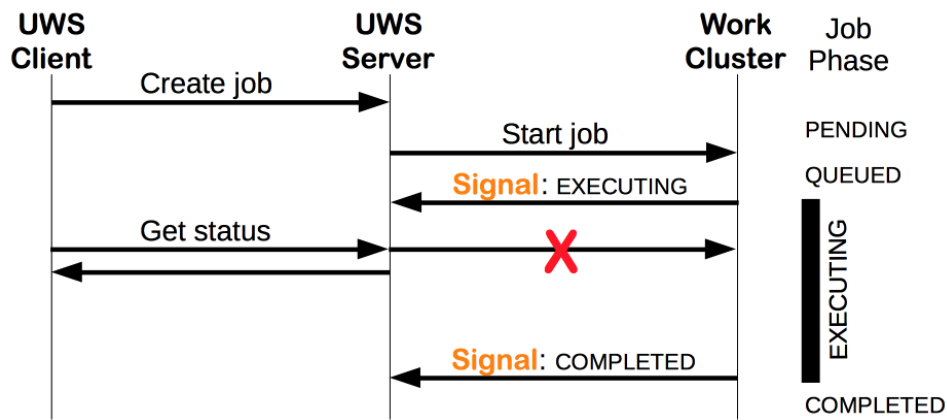 UWS
Client
UWS
Server
Work
Cluster
Job
Phase
Create job
PENDING
Start job
QUEUED
Signal: EXECUTING
Get status
EXECUTING
Signal: COMPLETED
COMPLETED